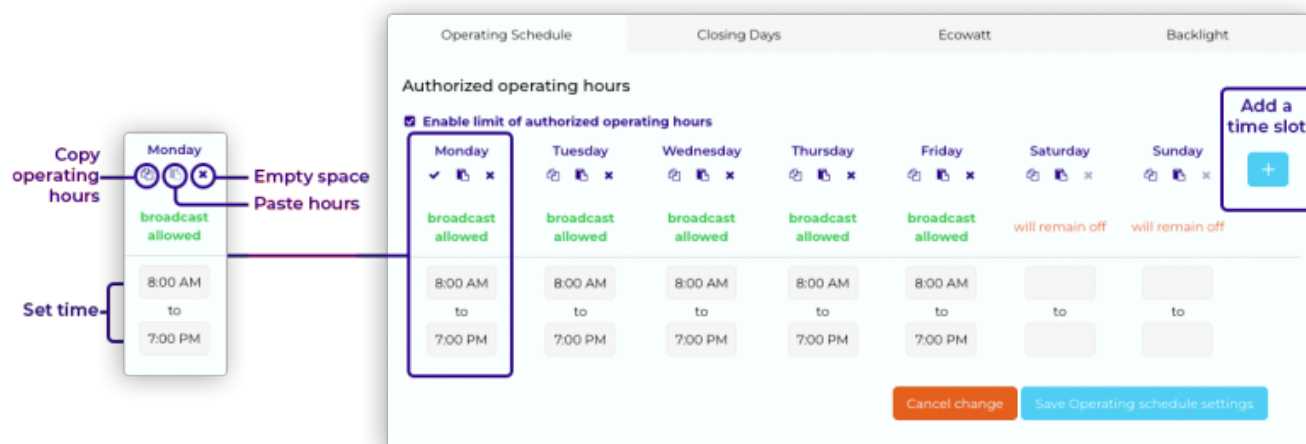 Operating Schedule Closing Days Ecowatt Backlight
Authorized operating hours
Enable limit of authorized operating hours
Add a
time slot
Monday Tuesday Wednesday Thursday Friday Saturday Sunday
+
broadcast broadcast broadcast broadcast broadcast will remain off will remain off
allowed allowed allowed allowed allowed
8:00 AM 8:00 AM 8:00 AM 8:00 AM 8:00 AM
to to to to to to to
7:00 PM 7:00 PM 7:00 PM 7:00 PM 7:00 PM
Cancel change Save Operating schedule settings
Copy
operating
hours
Monday
Empty space
Paste hours
broadcast
allowed
Set time
8:00 AM
to
7:00 PM